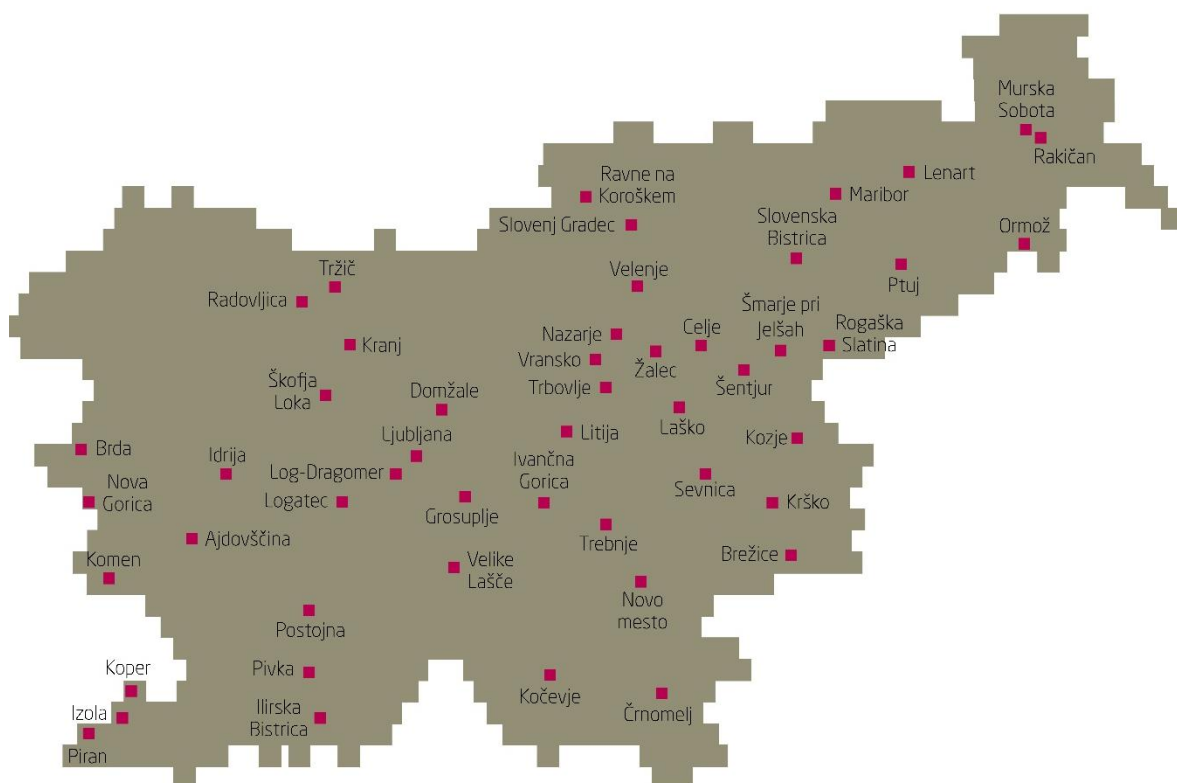 Murska
Sobota
Rakičan
Ravne na
Koroškem
Lenart
Maribor
Slovenj Gradec
Slovenska
Bistrica
Ormož
Tržič
Velenje
Ptuj
Radovljica
Šmarje pri
Jelšah
Rogaška
Slatina
Nazarje
Celje
Kranj
Vransko
Žalec
Škofja
Loka
Domžale
Trbovlje
Šentjur
Laško
Ljubljana
Litija
Kozje
Brda
Idrija
Log-Dragomer
Ivančna
Gorica
Nova
Gorica
Logatec
Sevnica
Krško
Grosuplje
Ajdovščina
Trebnje
Komen
Velike
Lašče
Brežice
Novo
mesto
Postojna
Koper
Pivka
Kočevje
Izola
Ilirska
Bistrica
Črnomelj
Piran